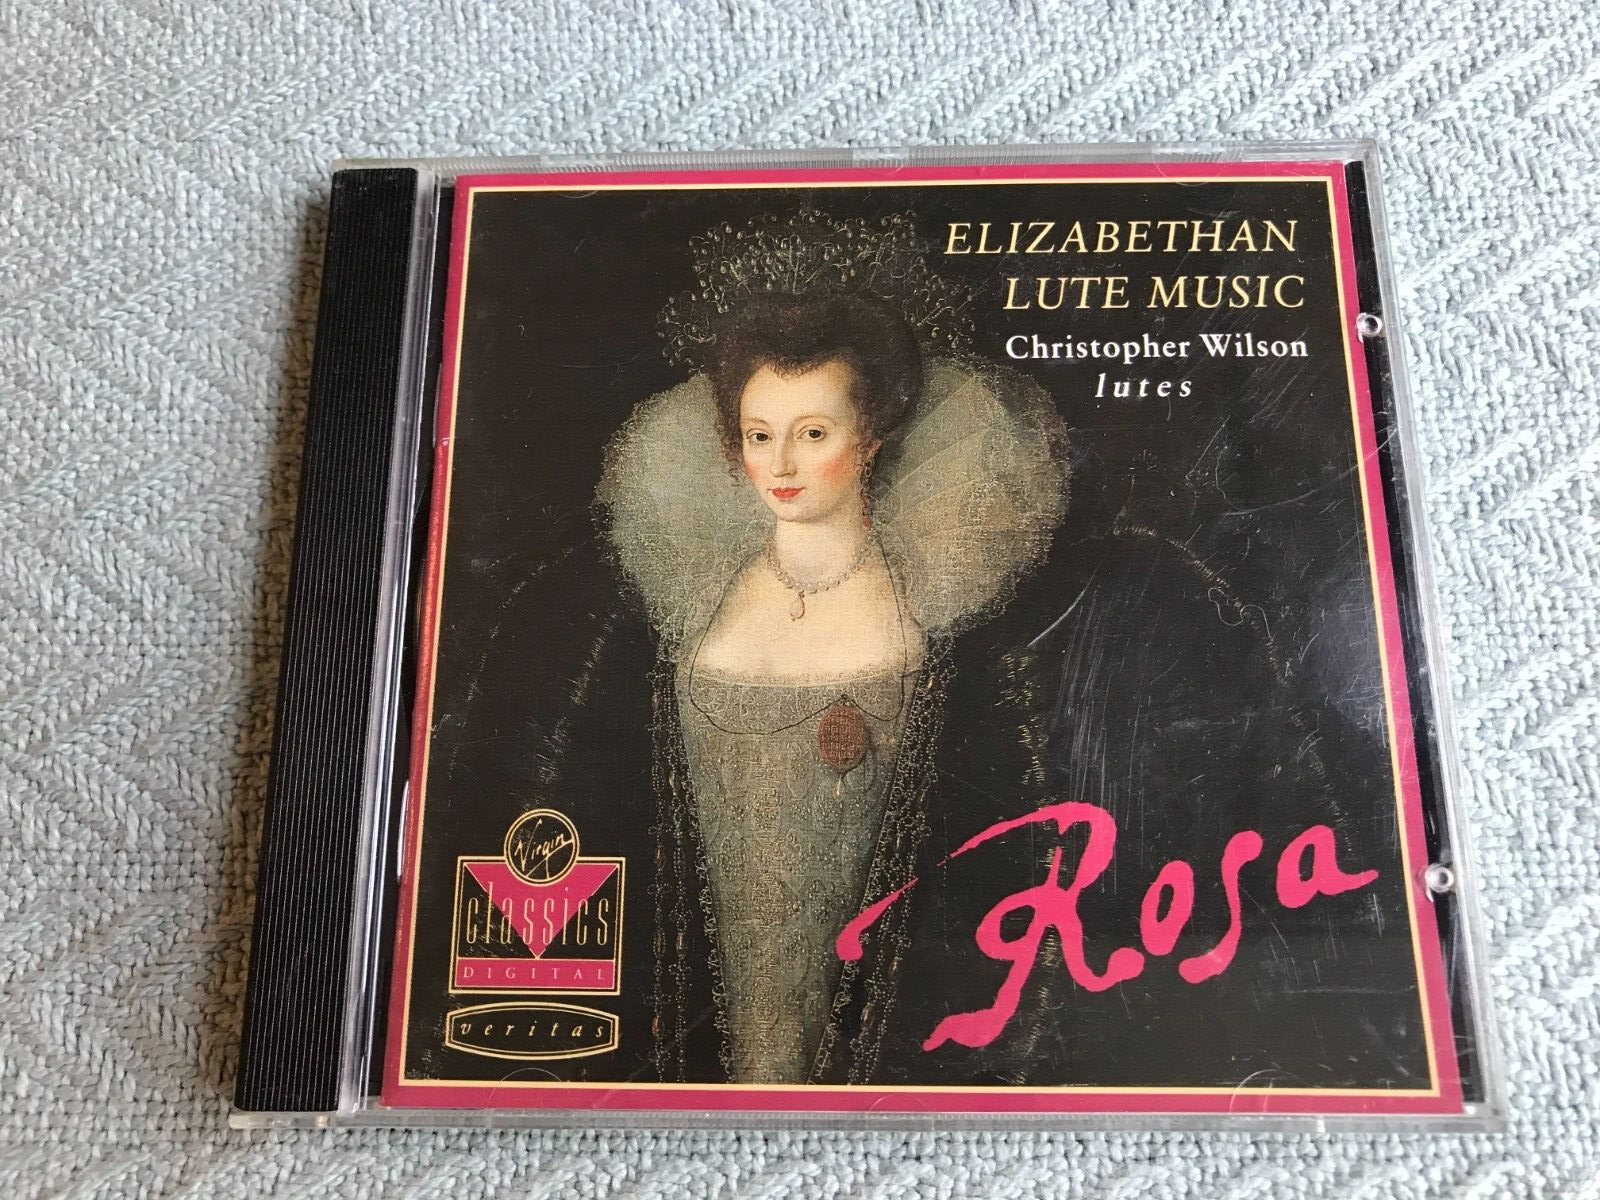 ELIZABETHAN
LUTE MUSIC
Christopher Wilson
lutes
Rosa
Virgin
classics
DIGITAL
veritas